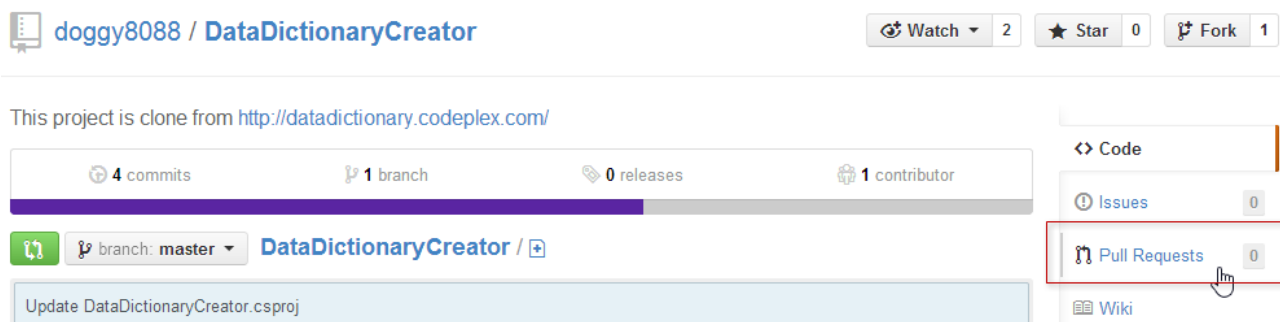 doggy8088 / DataDictionaryCreator
Watch 2 Star 0 Fork 1
This project is clone from http://datadictionary.codeplex.com/
<> Code
4 commits 1 branch 0 releases 1 contributor
Issues 0
branch: master DataDictionaryCreator /
Pull Requests 0
Update DataDictionaryCreator.csproj
Wiki